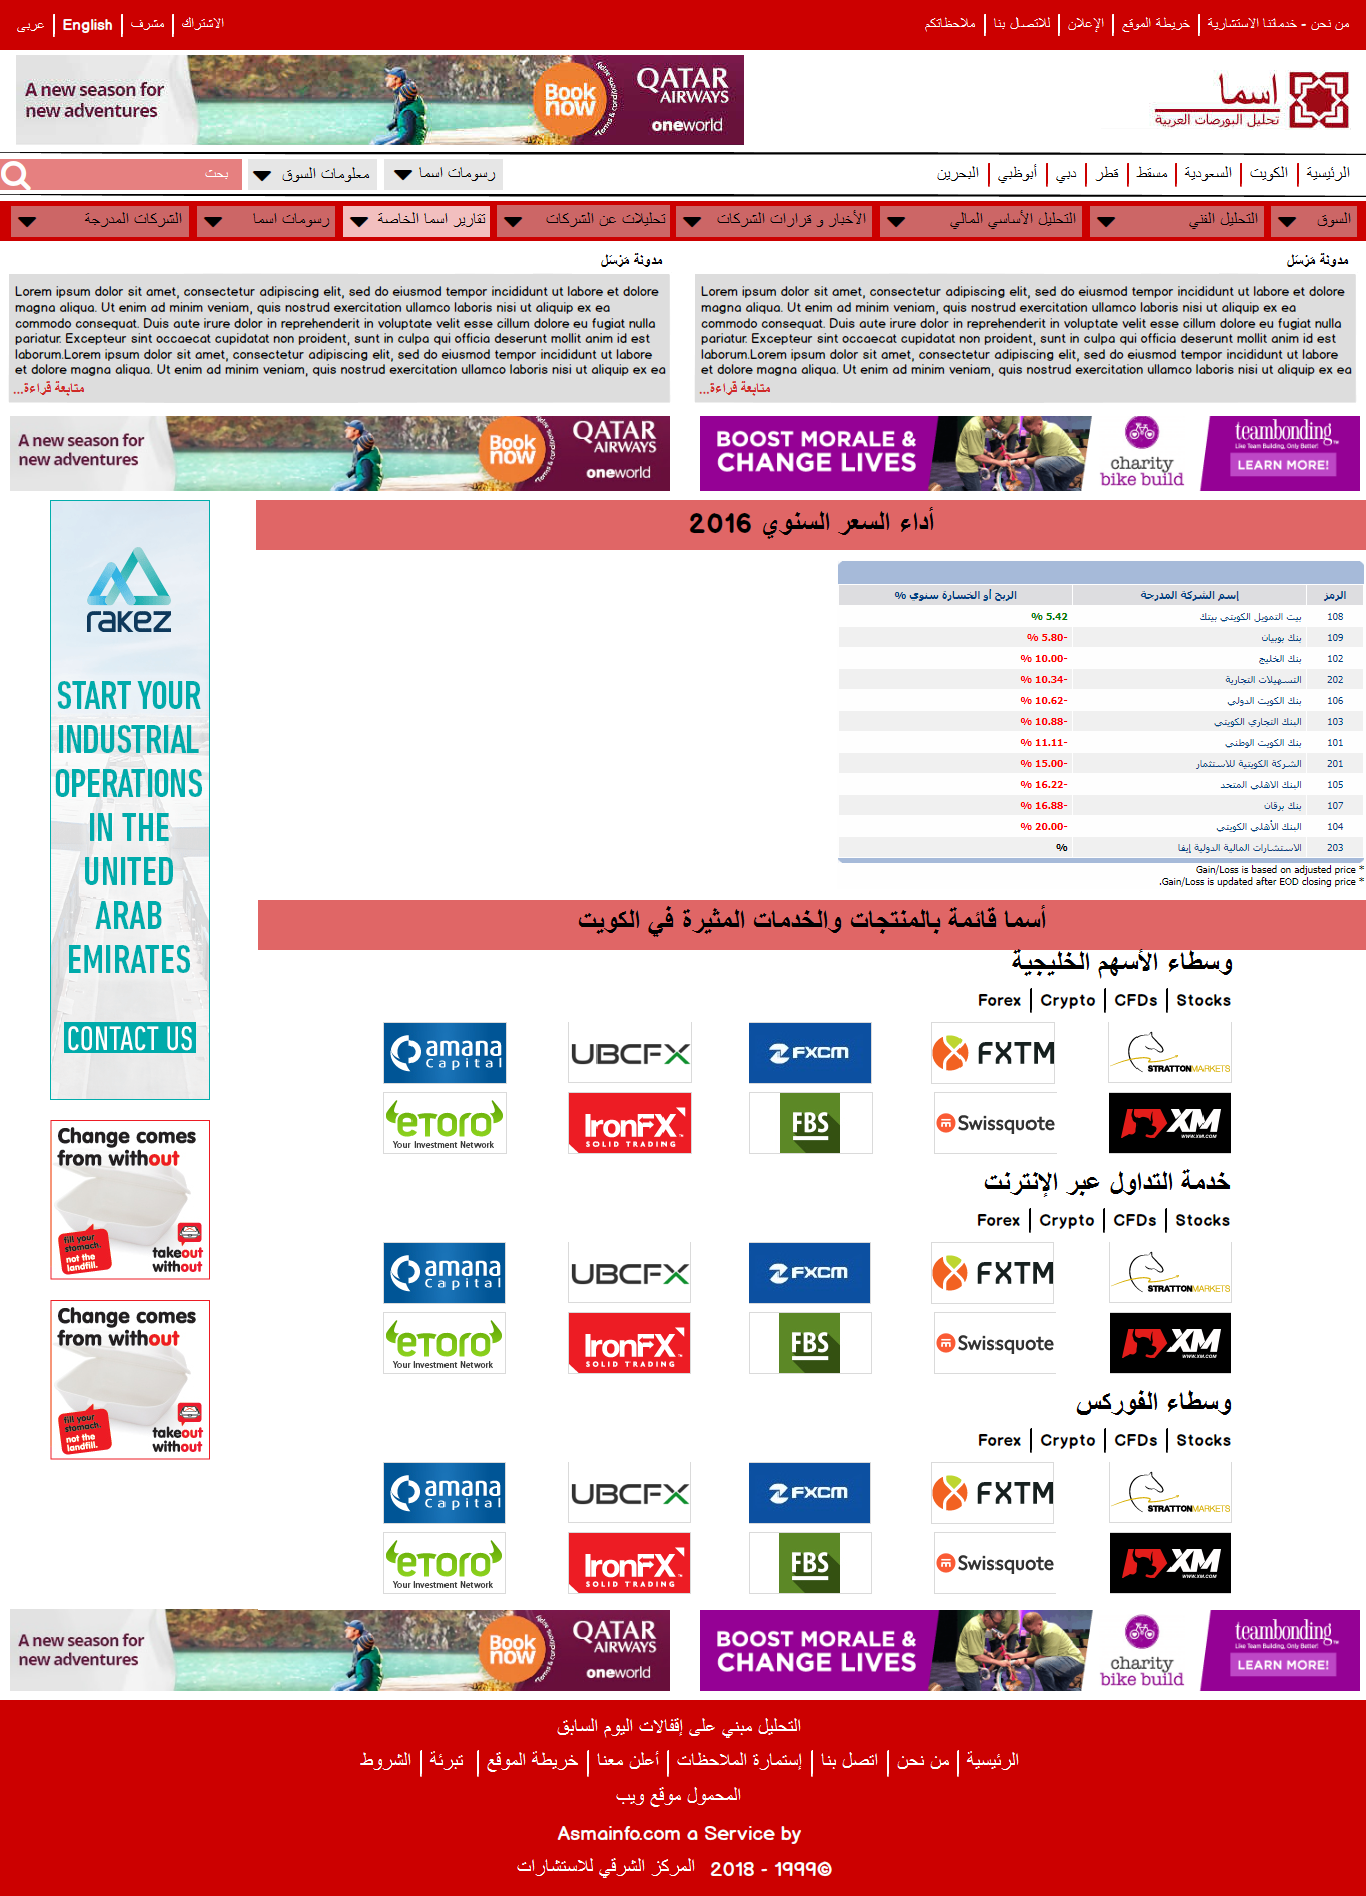 من نحن - خدماتنا الاستشارية | خريطة الموقع | الإعلان | للاتصال بنا | ملاحظاتكم
الاشتراك | مشرف | English | عربى
اسما
تحليل البورصات العربية
A new season for
new adventures
Book
now
Terms & conditions apply
QATAR
AIRWAYS
oneworld
الرئيسية | الكويت | السعودية | مسقط | قطر | دبي | أبوظبي | البحرين
رسومات اسما
معلومات السوق
بحث
السوق
التحليل الفني
التحليل الأساسي المالي
الأخبار و قرارات الشركات
تحليلات عن الشركات
تقارير اسما الخاصة
رسومات اسما
الشركات المدرجة
مدونة مَرْسَل
Lorem ipsum dolor sit amet, consectetur adipiscing elit, sed do eiusmod tempor incididunt ut labore et dolore
magna aliqua. Ut enim ad minim veniam, quis nostrud exercitation ullamco laboris nisi ut aliquip ex ea
commodo consequat. Duis aute irure dolor in reprehenderit in voluptate velit esse cillum dolore eu fugiat nulla
pariatur. Excepteur sint occaecat cupidatat non proident, sunt in culpa qui officia deserunt mollit anim id est
laborum.Lorem ipsum dolor sit amet, consectetur adipiscing elit, sed do eiusmod tempor incididunt ut labore
et dolore magna aliqua. Ut enim ad minim veniam, quis nostrud exercitation ullamco laboris nisi ut aliquip ex ea
متابعة قراءة...
مدونة مَرْسَل
Lorem ipsum dolor sit amet, consectetur adipiscing elit, sed do eiusmod tempor incididunt ut labore et dolore
magna aliqua. Ut enim ad minim veniam, quis nostrud exercitation ullamco laboris nisi ut aliquip ex ea
commodo consequat. Duis aute irure dolor in reprehenderit in voluptate velit esse cillum dolore eu fugiat nulla
pariatur. Excepteur sint occaecat cupidatat non proident, sunt in culpa qui officia deserunt mollit anim id est
laborum.Lorem ipsum dolor sit amet, consectetur adipiscing elit, sed do eiusmod tempor incididunt ut labore
et dolore magna aliqua. Ut enim ad minim veniam, quis nostrud exercitation ullamco laboris nisi ut aliquip ex ea
متابعة قراءة...
BOOST MORALE &
CHANGE LIVES
charity
bike build
teambonding
Like Team Building, Only Better!
LEARN MORE!
A new season for
new adventures
Book
now
QATAR
AIRWAYS
oneworld
أداء السعر السنوي 2016
الرمز إسم الشركة المدرجة الربح أو الخسارة سنوي %
108 بيت التمويل الكويتي بيتك 5.42 %
109 بنك بوبيان -5.80 %
102 بنك الخليج -10.00 %
202 التسهيلات التجارية -10.34 %
106 بنك الكويت الدولي -10.62 %
103 البنك التجاري الكويتي -10.88 %
101 بنك الكويت الوطني -11.11 %
201 الشركة الكويتية للاستثمار -15.00 %
105 البنك الاهلي المتحد -16.22 %
107 بنك برقان -16.88 %
104 البنك الأهلي الكويتي -20.00 %
203 الاستشارات المالية الدولية إيفا %
Gain/Loss is based on adjusted price *
.Gain/Loss is updated after EOD closing price *
rakez
START YOUR
INDUSTRIAL
OPERATIONS
IN THE
UNITED
ARAB
EMIRATES
CONTACT US
Change comes
from without
fill your
stomach,
not the
landfill.
takeout
without
Change comes
from without
fill your
stomach,
not the
landfill.
takeout
without
أسما قائمة بالمنتجات والخدمات المثيرة في الكويت
وسطاء الأسهم الخليجية
Forex | Crypto | CFDs | Stocks
amana
capital
UBCFX
FXCM
FXTM
STRATTONMARKETS
eTORO
Your Investment Network
IronFX
SOLID TRADING
FBS
Swissquote
XM
WWW.XM.COM
خدمة التداول عبر الإنترنت
Forex | Crypto | CFDs | Stocks
amana
capital
UBCFX
FXCM
FXTM
STRATTONMARKETS
eTORO
Your Investment Network
IronFX
SOLID TRADING
FBS
Swissquote
XM
WWW.XM.COM
وسطاء الفوركس
Forex | Crypto | CFDs | Stocks
amana
capital
UBCFX
FXCM
FXTM
STRATTONMARKETS
eTORO
Your Investment Network
IronFX
SOLID TRADING
FBS
Swissquote
XM
WWW.XM.COM
A new season for
new adventures
Book
now
QATAR
AIRWAYS
oneworld
BOOST MORALE &
CHANGE LIVES
charity
bike build
teambonding
Like Team Building, Only Better!
LEARN MORE!
التحليل مبني على إقفالات اليوم السابق
الرئيسية | من نحن | اتصل بنا | إستمارة الملاحظات | أعلن معنا | خريطة الموقع | تبرئة | الشروط
المحمول موقع ويب
Asmainfo.com a Service by
2018 - 1999© المركز الشرقي للاستشارات